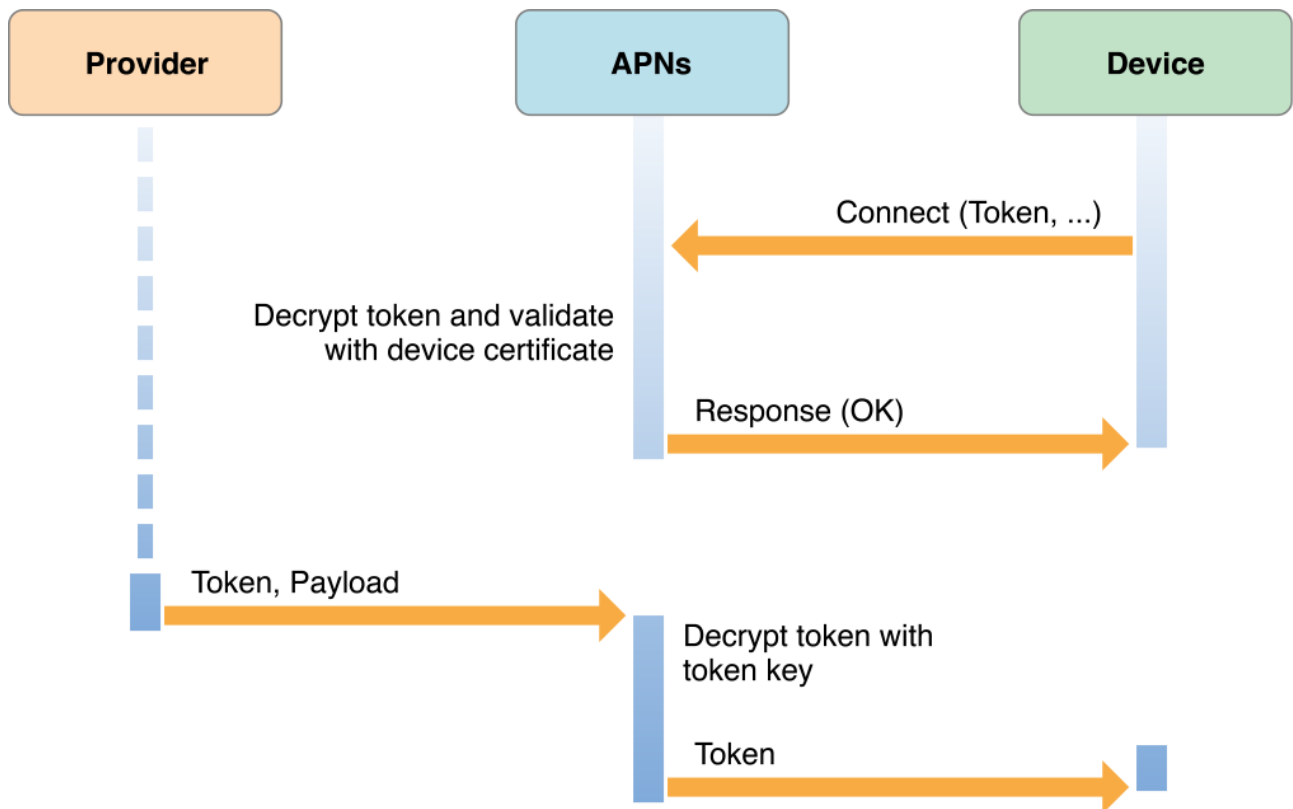 Provider
APNs
Device
Connect (Token, ...)
Decrypt token and validate
with device certificate
Response (OK)
Token, Payload
Decrypt token with
token key
Token